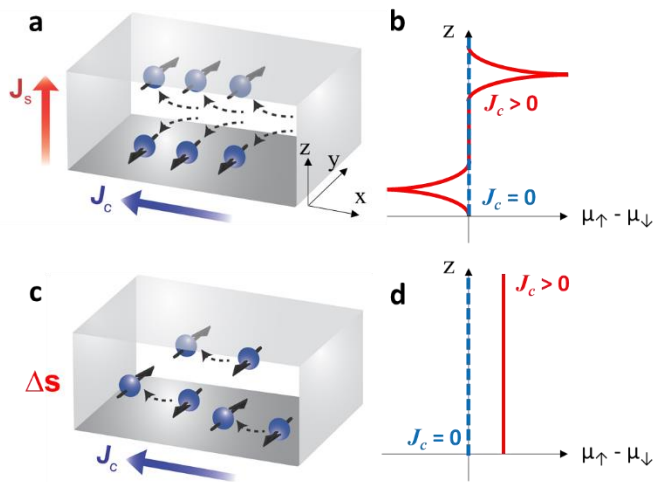 a
J_s
J_c
z
y
x
b
z
J_c > 0
J_c = 0
μ↑ - μ↓
c
Δs
J_c
d
z
J_c > 0
J_c = 0
μ↑ - μ↓